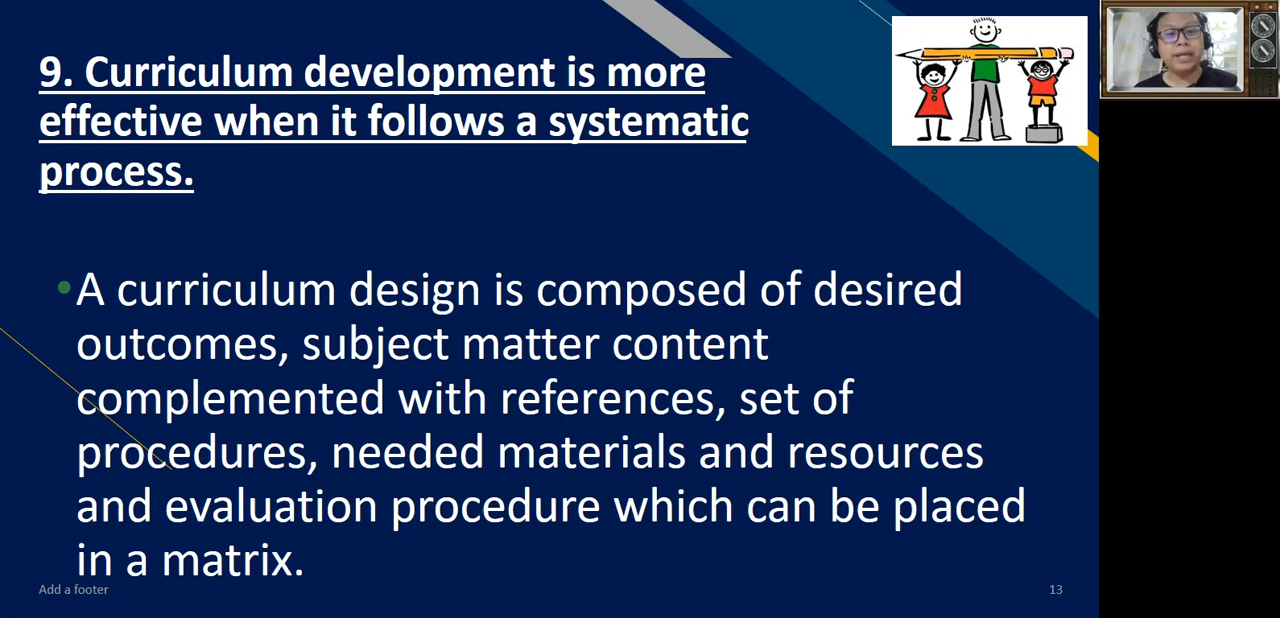 9. Curriculum development is more
effective when it follows a systematic
process.
•A curriculum design is composed of desired
outcomes, subject matter content
complemented with references, set of
procedures, needed materials and resources
and evaluation procedure which can be placed
in a matrix.
Add a footer
13